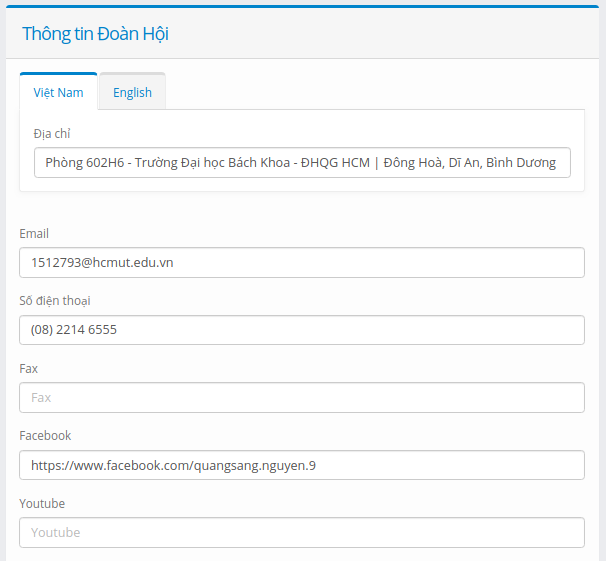 Thông tin Đoàn Hội
Việt Nam English
Địa chỉ
Phòng 602H6 - Trường Đại học Bách Khoa - ĐHQG HCM | Đông Hoà, Dĩ An, Bình Dương
Email
1512793@hcmut.edu.vn
Số điện thoại
(08) 2214 6555
Fax
Fax
Facebook
https://www.facebook.com/quangsang.nguyen.9
Youtube
Youtube